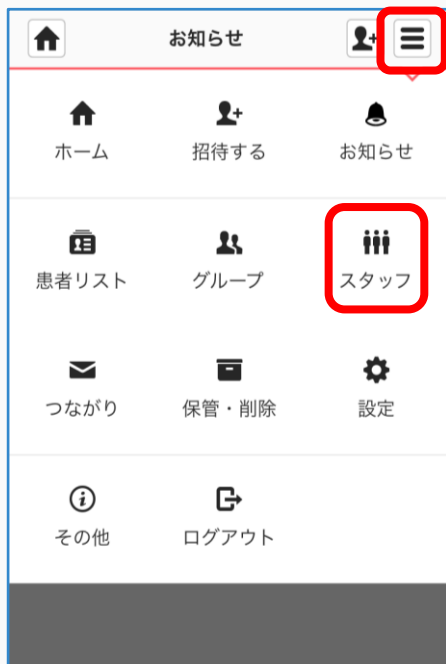 お知らせ
ホーム 招待する お知らせ
患者リスト グループ スタッフ
つながり 保管・削除 設定
その他 ログアウト